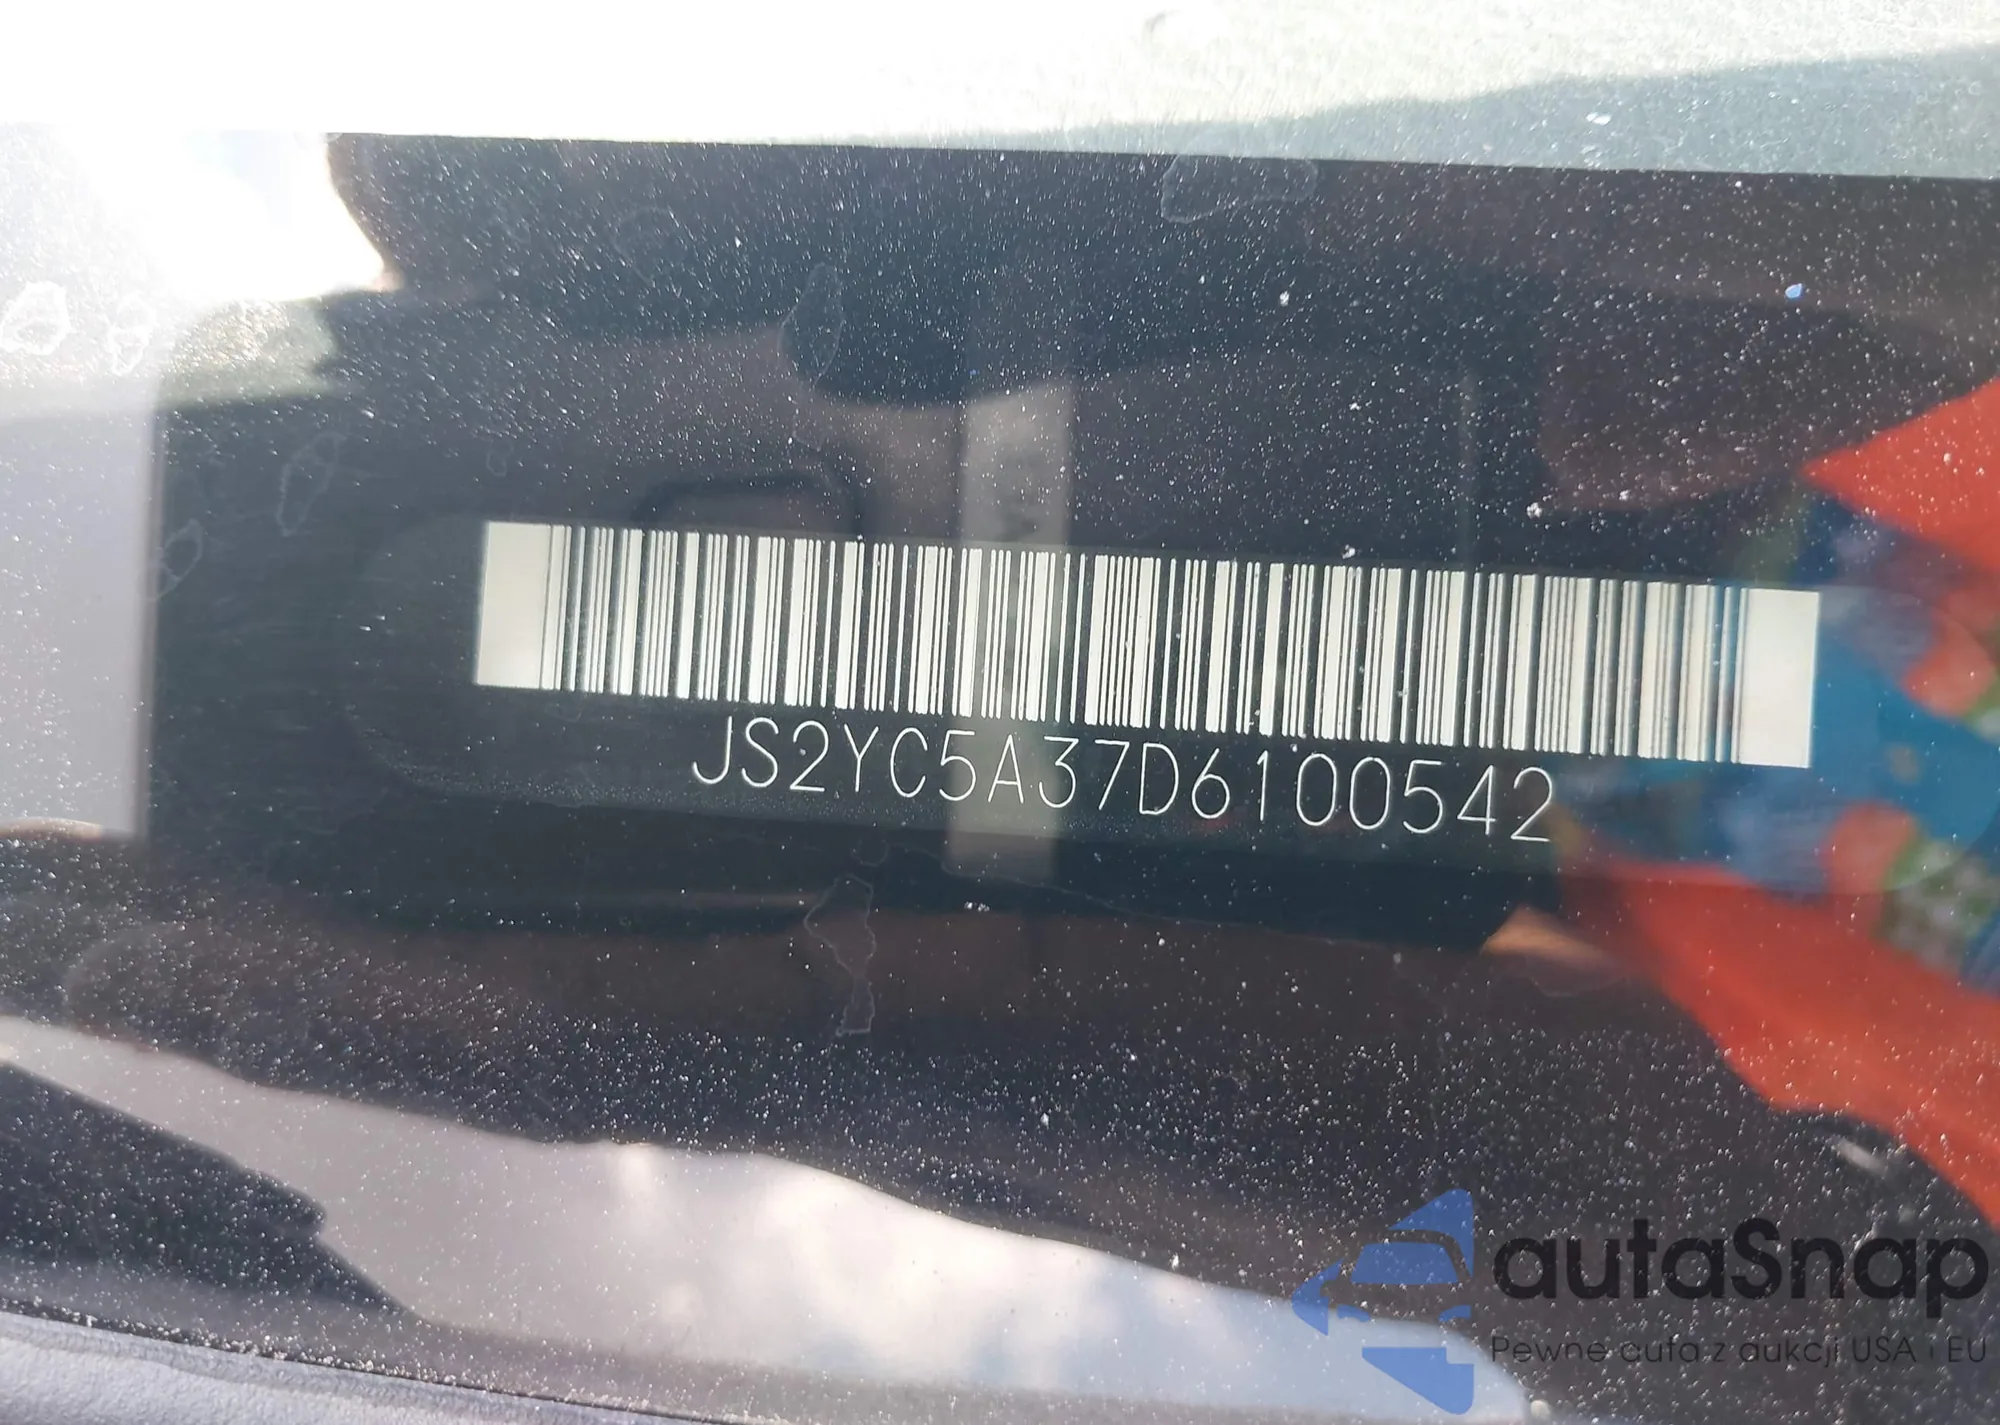 JS2YC5A37D6100542
autaSnap
Pewne auta z aukcji USA i EU